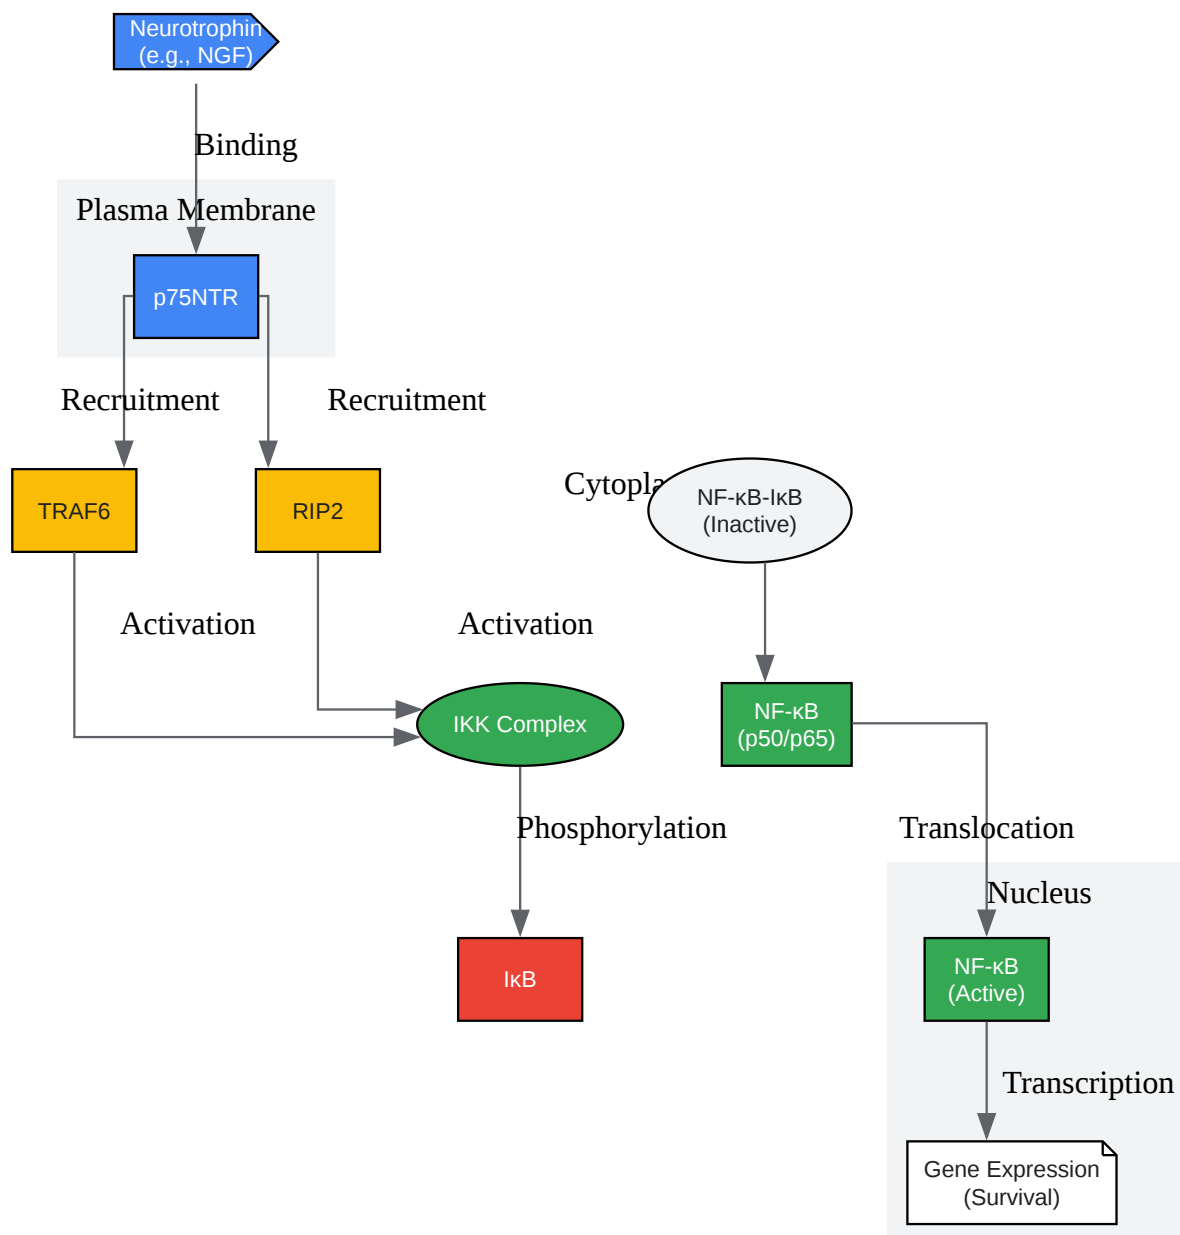 Neurotrophin
(e.g., NGF)
Binding
Plasma Membrane
p75NTR
Recruitment
Recruitment
TRAF6
RIP2
Cytopla
NF-κB-IκB
(Inactive)
Activation
Activation
IKK Complex
NF-κB
(p50/p65)
Phosphorylation
Translocation
Nucleus
IκB
NF-κB
(Active)
Transcription
Gene Expression
(Survival)